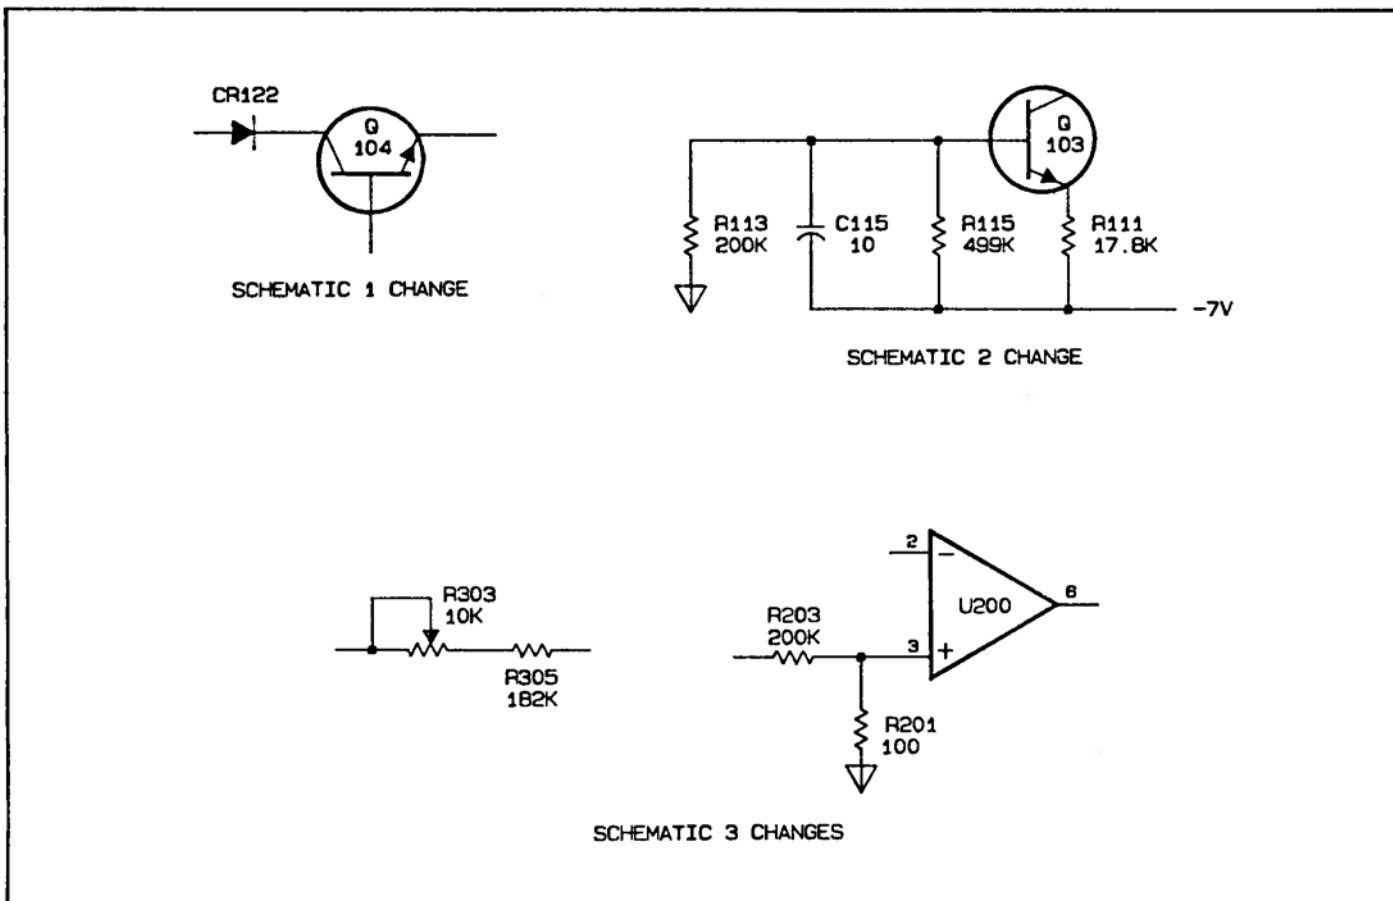 CR122
Q
104
SCHEMATIC 1 CHANGE
Q
103
R113
200K
C115
10
R115
499K
R111
17.8K
-7V
SCHEMATIC 2 CHANGE
R303
10K
R305
182K
R203
200K
2
-
3
+
U200
6
R201
100
SCHEMATIC 3 CHANGES